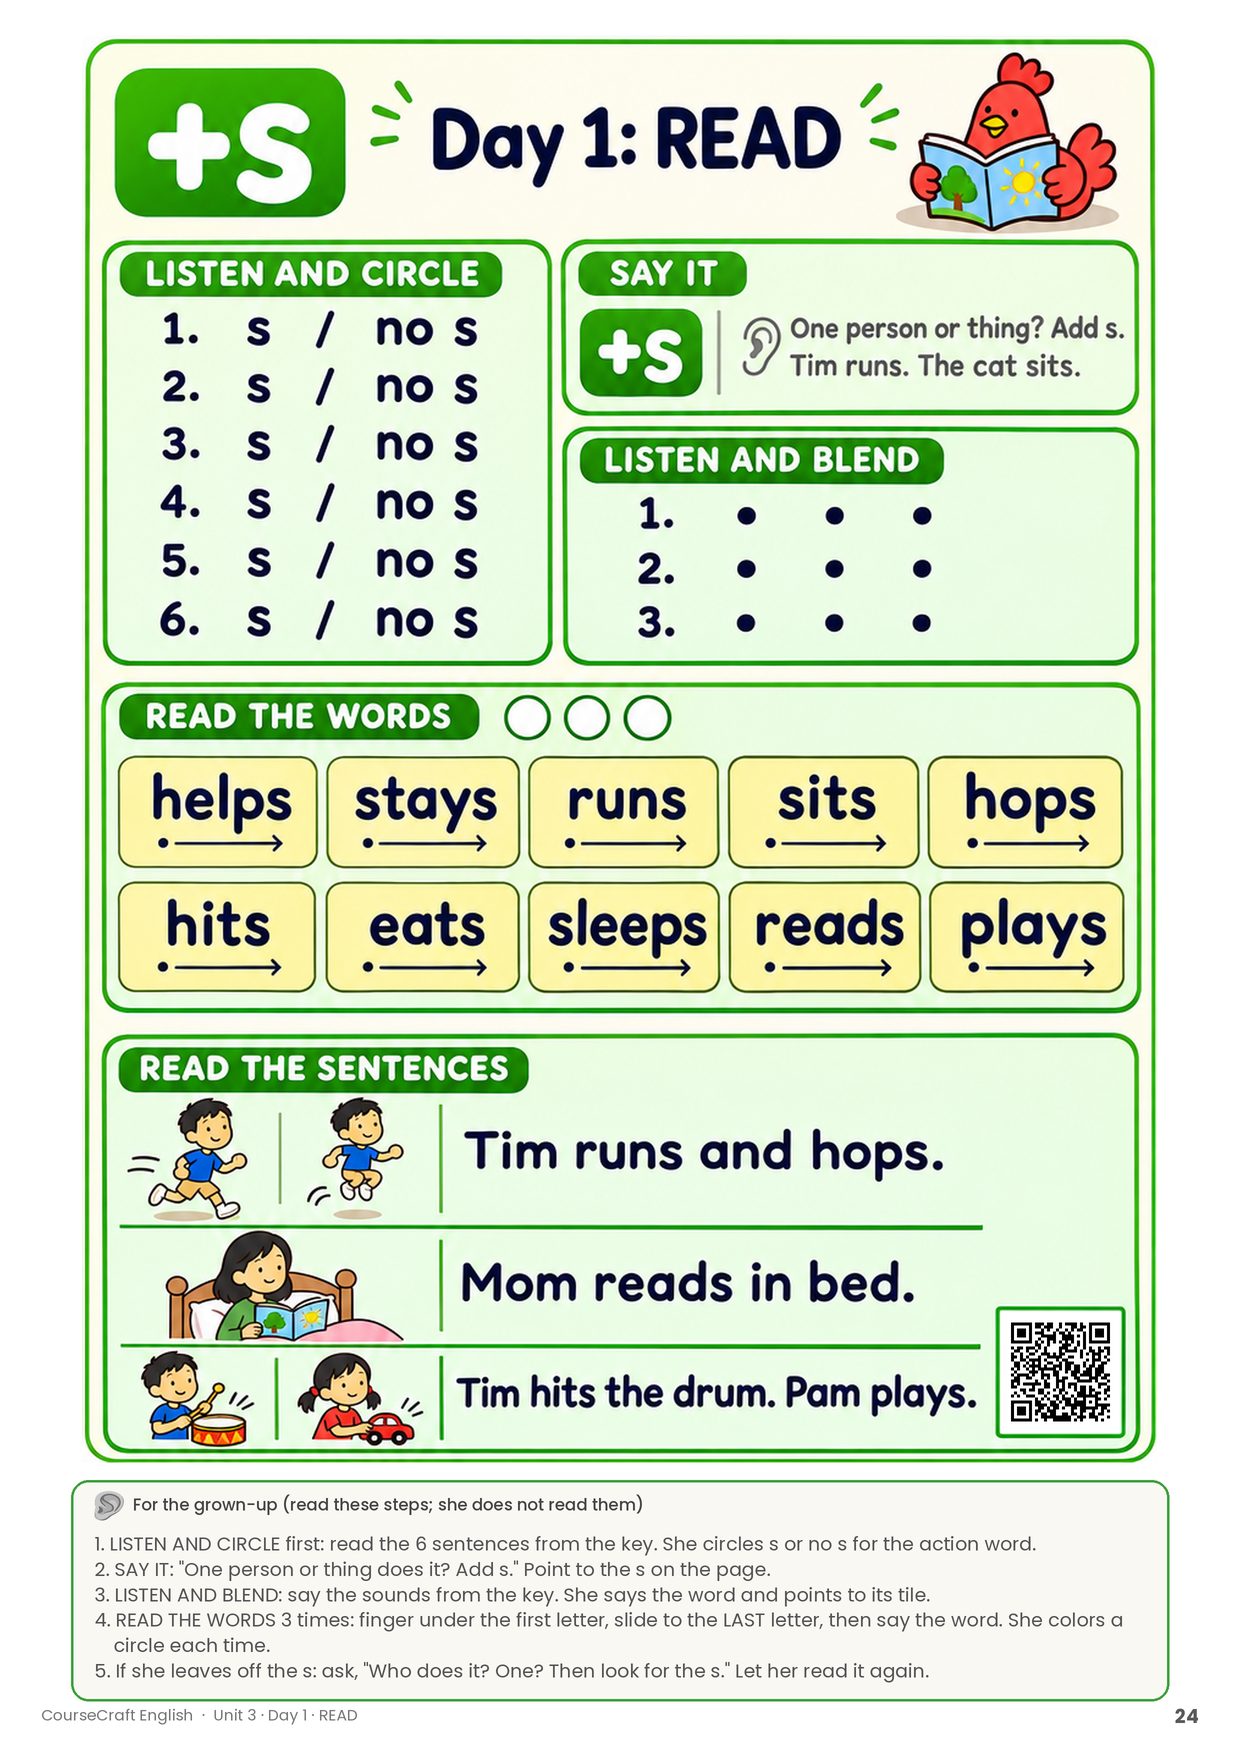 +s
Day 1: READ
LISTEN AND CIRCLE
1. s / no s
2. s / no s
3. s / no s
4. s / no s
5. s / no s
6. s / no s
SAY IT
+s
One person or thing? Add s.
Tim runs. The cat sits.
LISTEN AND BLEND
1. • • •
2. • • •
3. • • •
READ THE WORDS
helps stays runs sits hops
hits eats sleeps reads plays
READ THE SENTENCES
Tim runs and hops.
Mom reads in bed.
Tim hits the drum. Pam plays.
For the grown-up (read these steps; she does not read them)
1. LISTEN AND CIRCLE first: read the 6 sentences from the key. She circles s or no s for the action word.
2. SAY IT: "One person or thing does it? Add s." Point to the s on the page.
3. LISTEN AND BLEND: say the sounds from the key. She says the word and points to its tile.
4. READ THE WORDS 3 times: finger under the first letter, slide to the LAST letter, then say the word. She colors a
circle each time.
5. If she leaves off the s: ask, "Who does it? One? Then look for the s." Let her read it again.
CourseCraft English · Unit 3 · Day 1 · READ
24